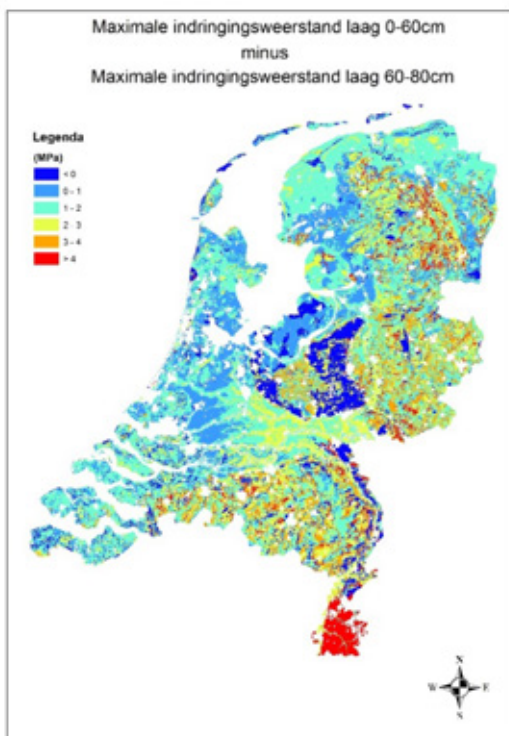 Maximale indringingsweerstand laag 0-60cm
minus
Maximale indringingsweerstand laag 60-80cm
Legenda
(MPa)
< 0
0 - 1
1 - 2
2 - 3
3 - 4
> 4
N
W E
S